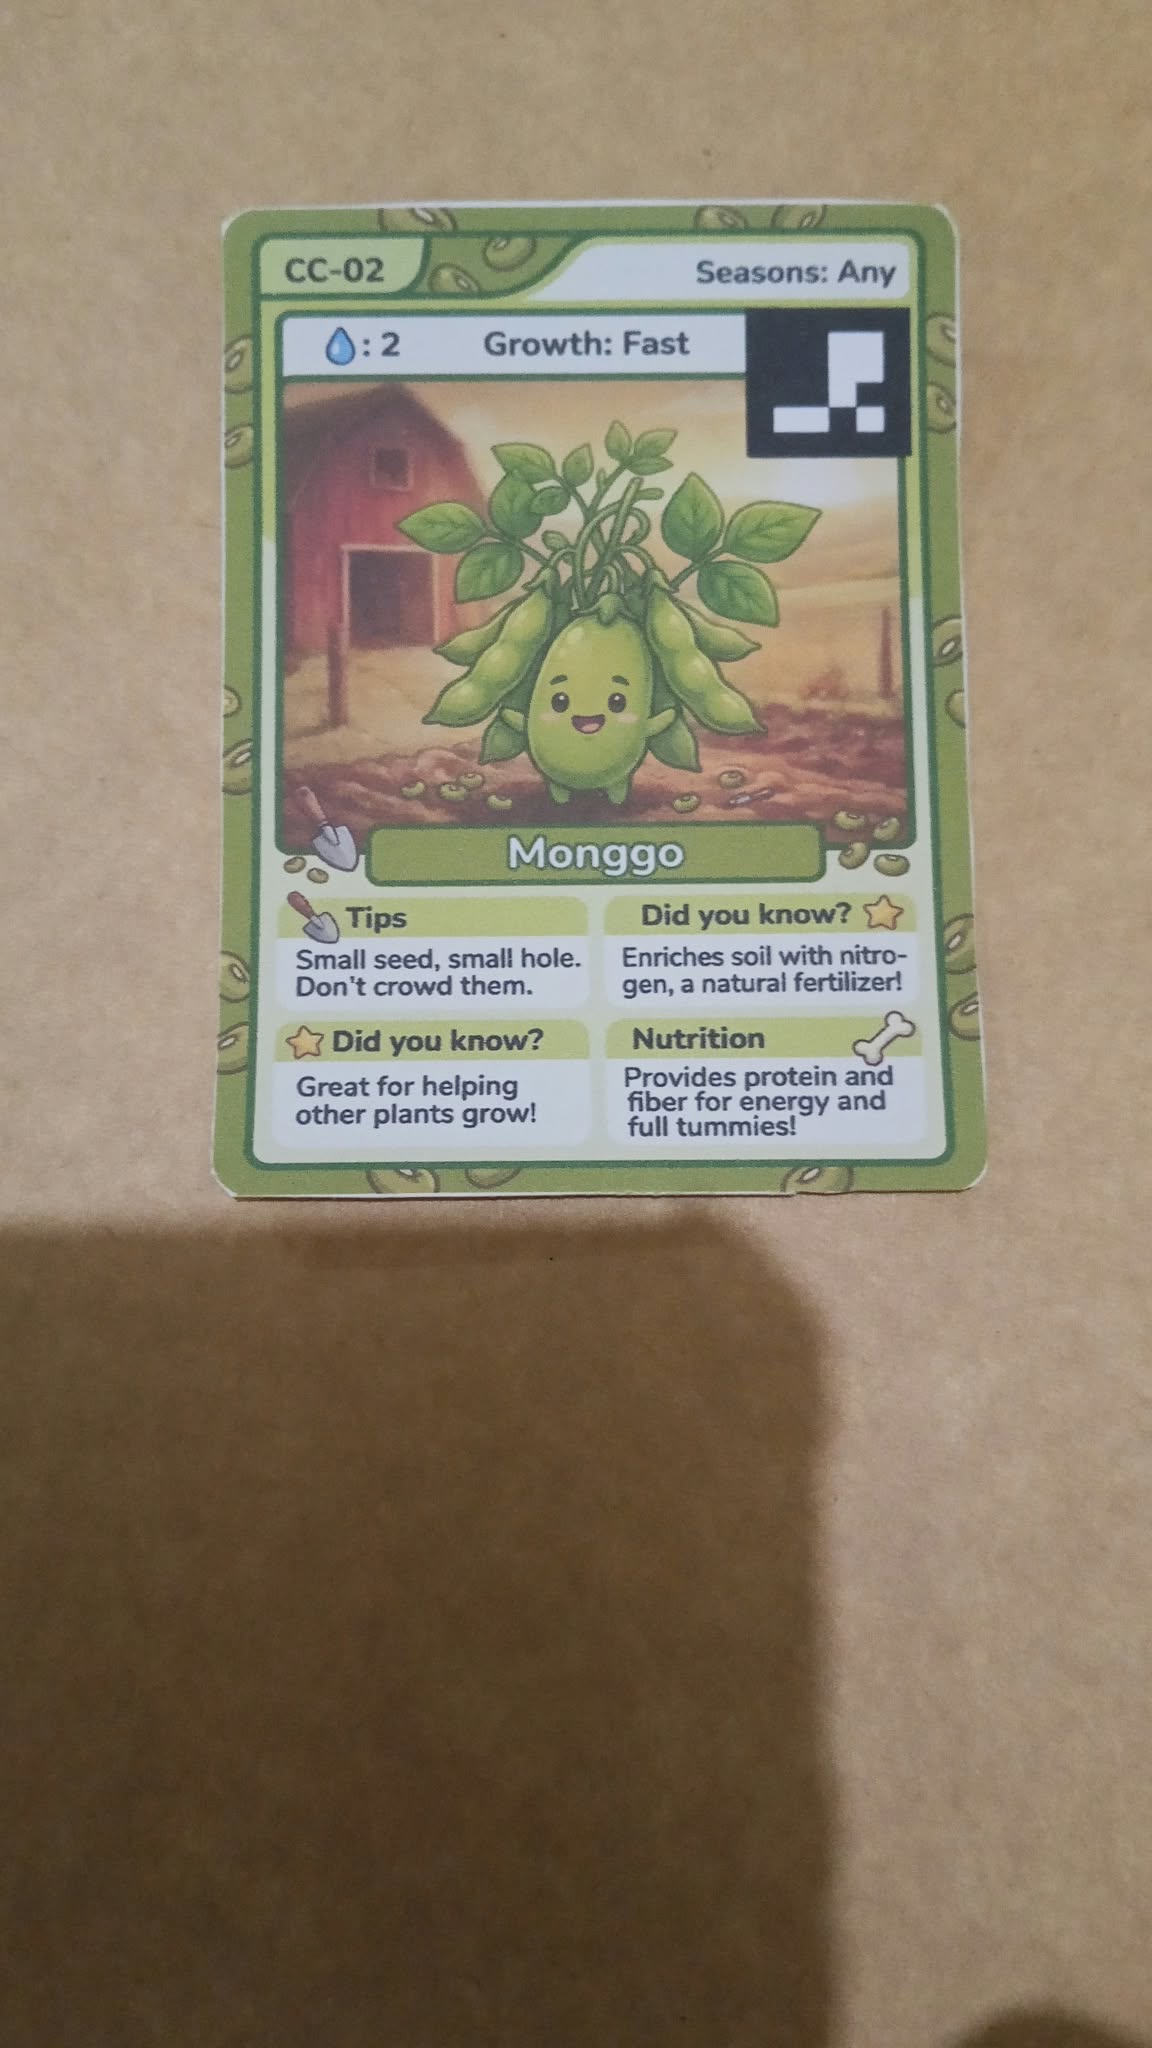 CC-02
Seasons: Any
: 2
Growth: Fast
Monggo
Tips
Small seed, small hole.
Don't crowd them.
Did you know?
Enriches soil with nitro-
gen, a natural fertilizer!
Did you know?
Great for helping
other plants grow!
Nutrition
Provides protein and
fiber for energy and
full tummies!